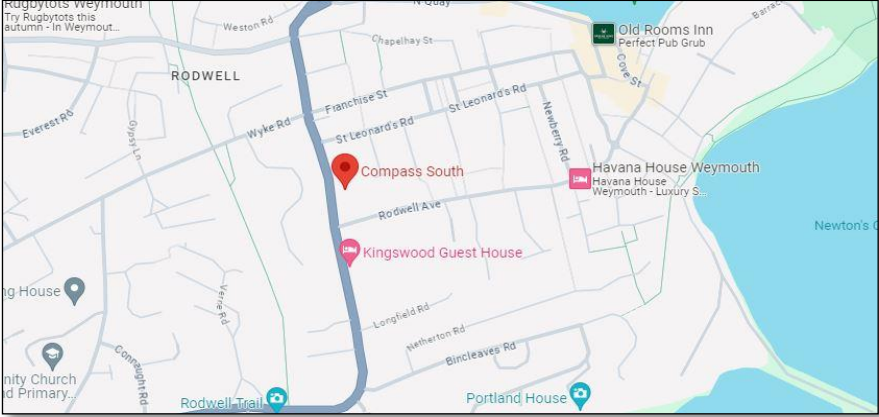 Rugbytots Weymouth
Try Rugbytots this
autumn - In Weymout...
Weston Rd
N Quay
Barrac
Old Rooms Inn
Perfect Pub Grub
Chapelhay St
Cove St
RODWELL
Franchise St
St Leonard's Rd
Everest Rd
Gypsy Ln
Wyke Rd
St Leonard's Rd
Newberry Rd
Compass South
Havana House Weymouth
Havana House
Weymouth - Luxury S...
Rodwell Ave
Newton's C
Kingswood Guest House
ng House
Verne Rd
Longfield Rd
Netherton Rd
Bincleaves Rd
Connaught Rd
nity Church
nd Primary...
Rodwell Trail
Portland House